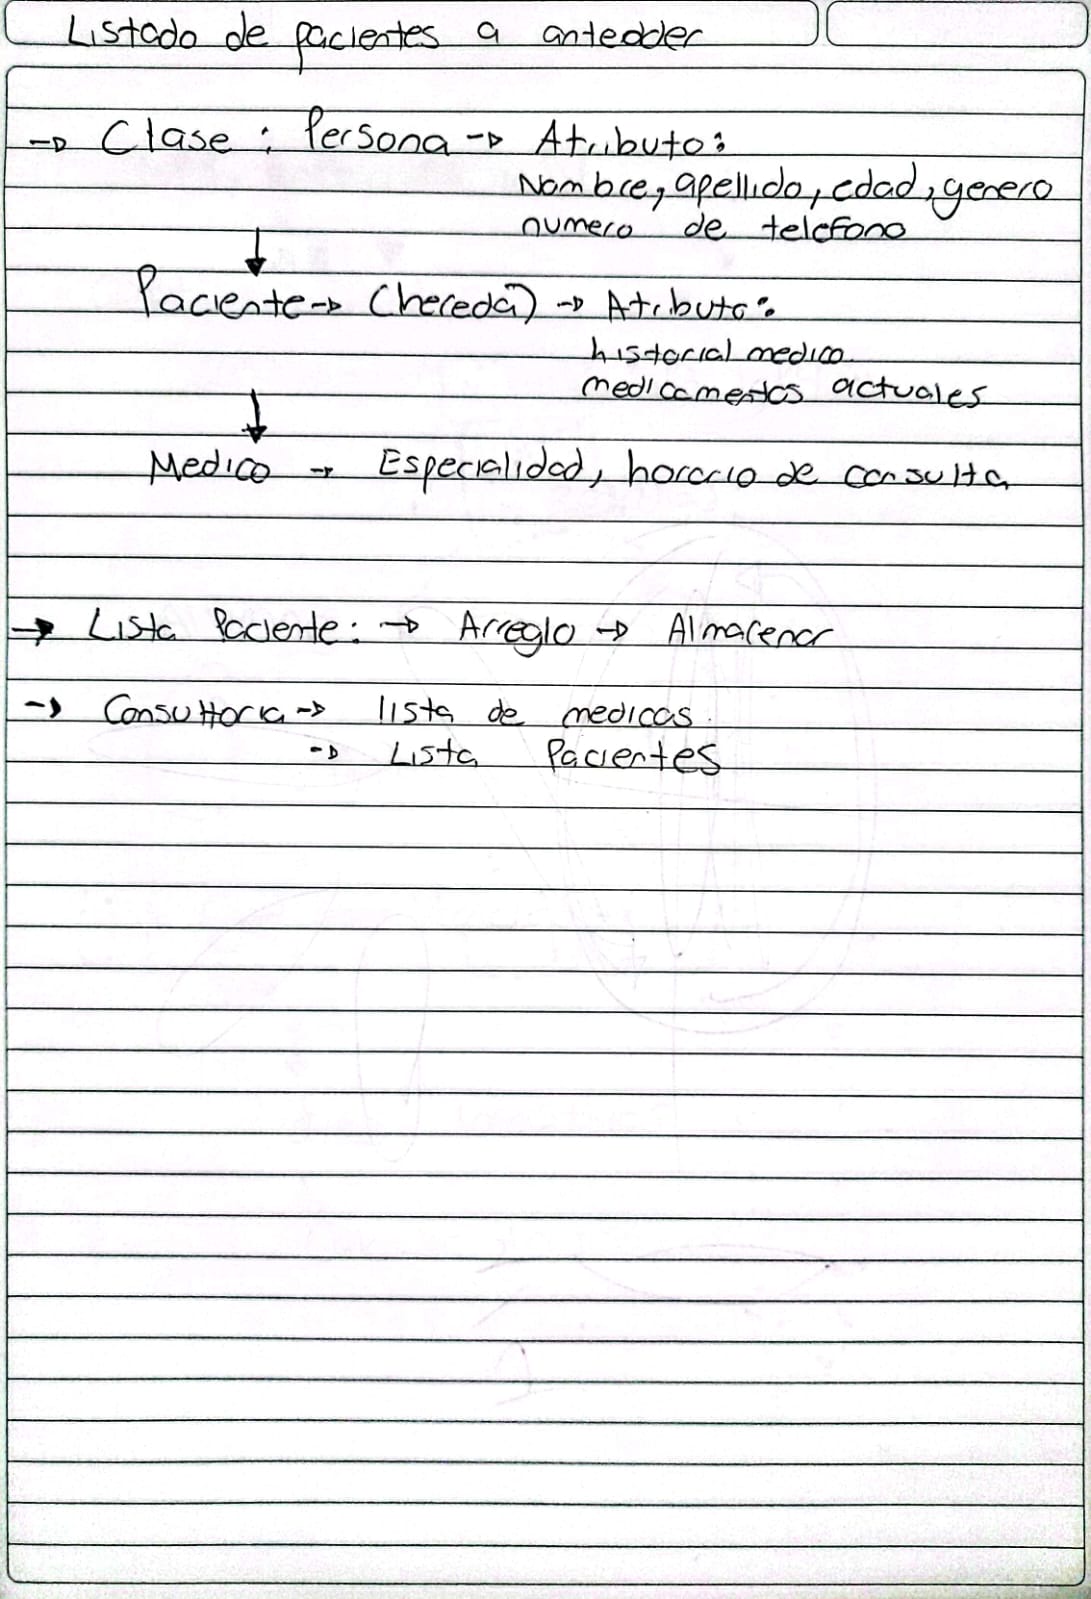 Listado de pacientes a anteodder
→ Clase : Persona → Atributo:
Nombre, apellido, edad, genero
numero de telefono
↓
Paciente → (hereda) → Atributo:
historial medico
medicamentos actuales
↓
Medico → Especialidad, horario de consulta
→ Lista Paciente: → Arreglo → Almacenar
→ Consultoria → lista de medicos.
→ Lista Pacientes